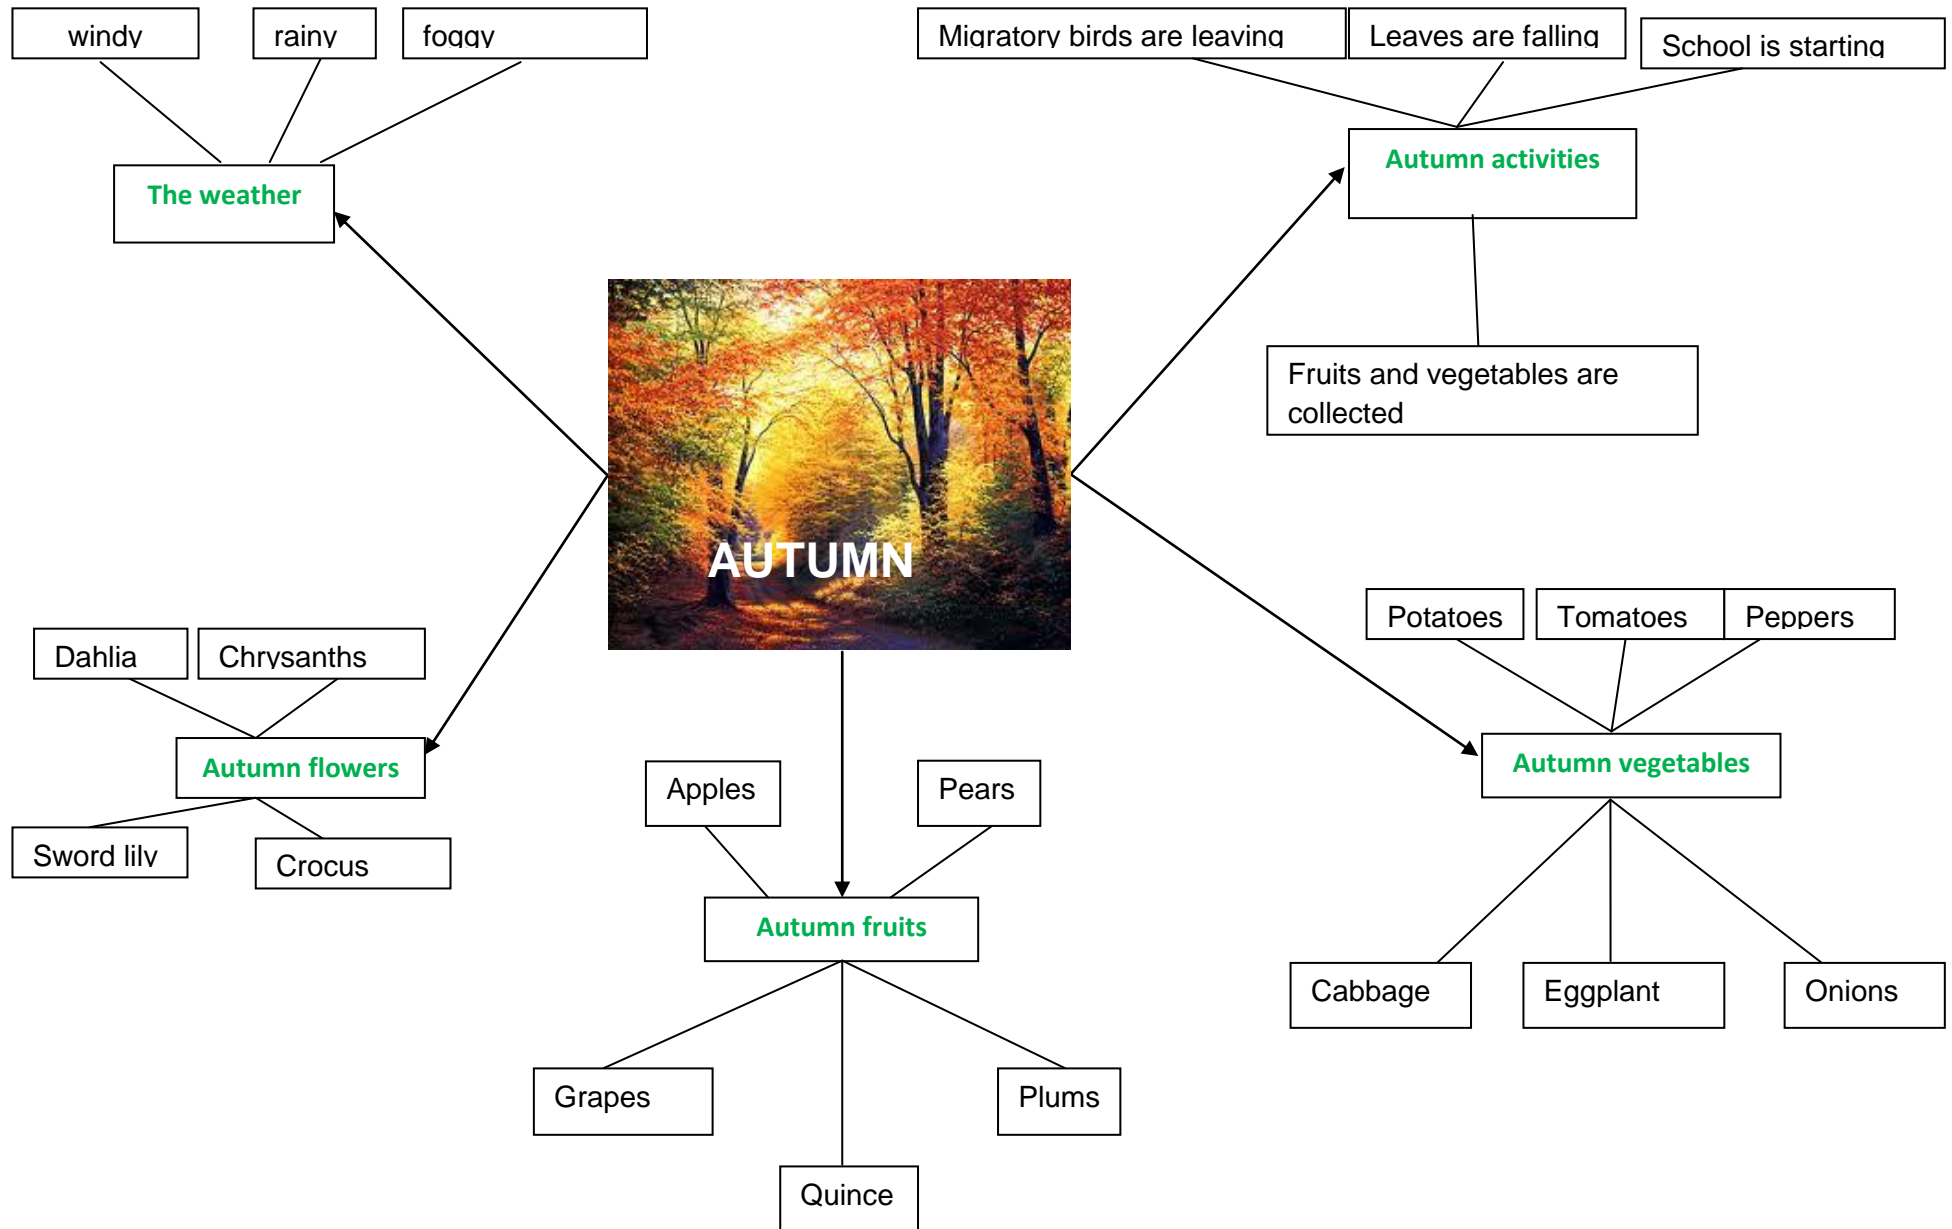 windy
rainy
foggy
Migratory birds are leaving
Leaves are falling
School is starting
The weather
Autumn activities
Fruits and vegetables are
collected
AUTUMN
Potatoes
Tomatoes
Peppers
Dahlia
Chrysanths
Autumn flowers
Autumn vegetables
Sword lily
Crocus
Apples
Pears
Autumn fruits
Cabbage
Eggplant
Onions
Grapes
Plums
Quince